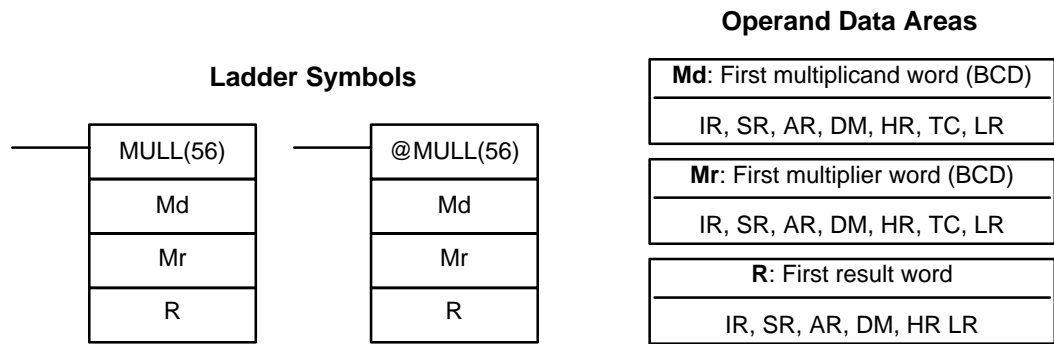 Ladder Symbols
MULL(56)
Md
Mr
R
@MULL(56)
Md
Mr
R
Operand Data Areas
Md: First multiplicand word (BCD)
IR, SR, AR, DM, HR, TC, LR
Mr: First multiplier word (BCD)
IR, SR, AR, DM, HR, TC, LR
R: First result word
IR, SR, AR, DM, HR LR